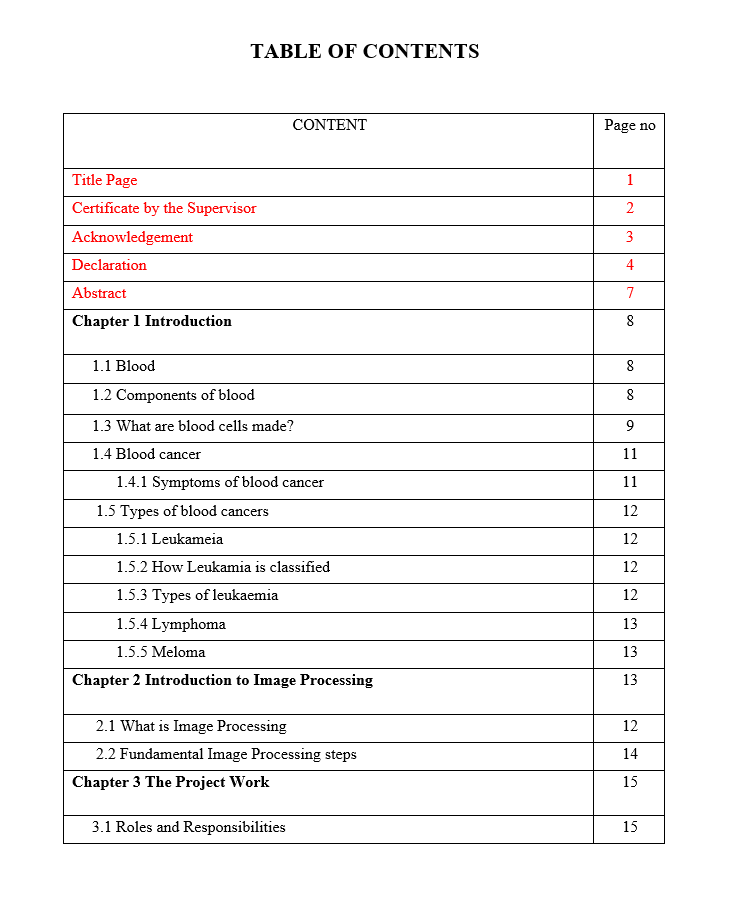 TABLE OF CONTENTS
CONTENT Page no
Title Page 1
Certificate by the Supervisor 2
Acknowledgement 3
Declaration 4
Abstract 7
Chapter 1 Introduction 8
1.1 Blood 8
1.2 Components of blood 8
1.3 What are blood cells made? 9
1.4 Blood cancer 11
1.4.1 Symptoms of blood cancer 11
1.5 Types of blood cancers 12
1.5.1 Leukameia 12
1.5.2 How Leukamia is classified 12
1.5.3 Types of leukaemia 12
1.5.4 Lymphoma 13
1.5.5 Meloma 13
Chapter 2 Introduction to Image Processing 13
2.1 What is Image Processing 12
2.2 Fundamental Image Processing steps 14
Chapter 3 The Project Work 15
3.1 Roles and Responsibilities 15